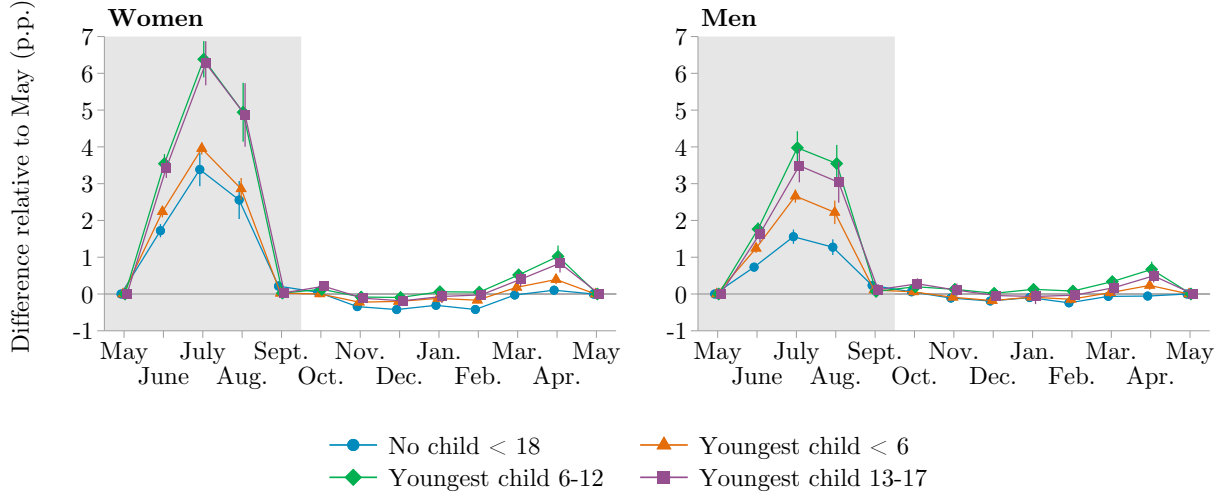 Women
Men
Difference relative to May (p.p.)
7
6
5
4
3
2
1
0
-1
May
June
July
Aug.
Sept.
Oct.
Nov.
Dec.
Jan.
Feb.
Mar.
Apr.
May
7
6
5
4
3
2
1
0
-1
May
June
July
Aug.
Sept.
Oct.
Nov.
Dec.
Jan.
Feb.
Mar.
Apr.
May
No child < 18
Youngest child < 6
Youngest child 6-12
Youngest child 13-17